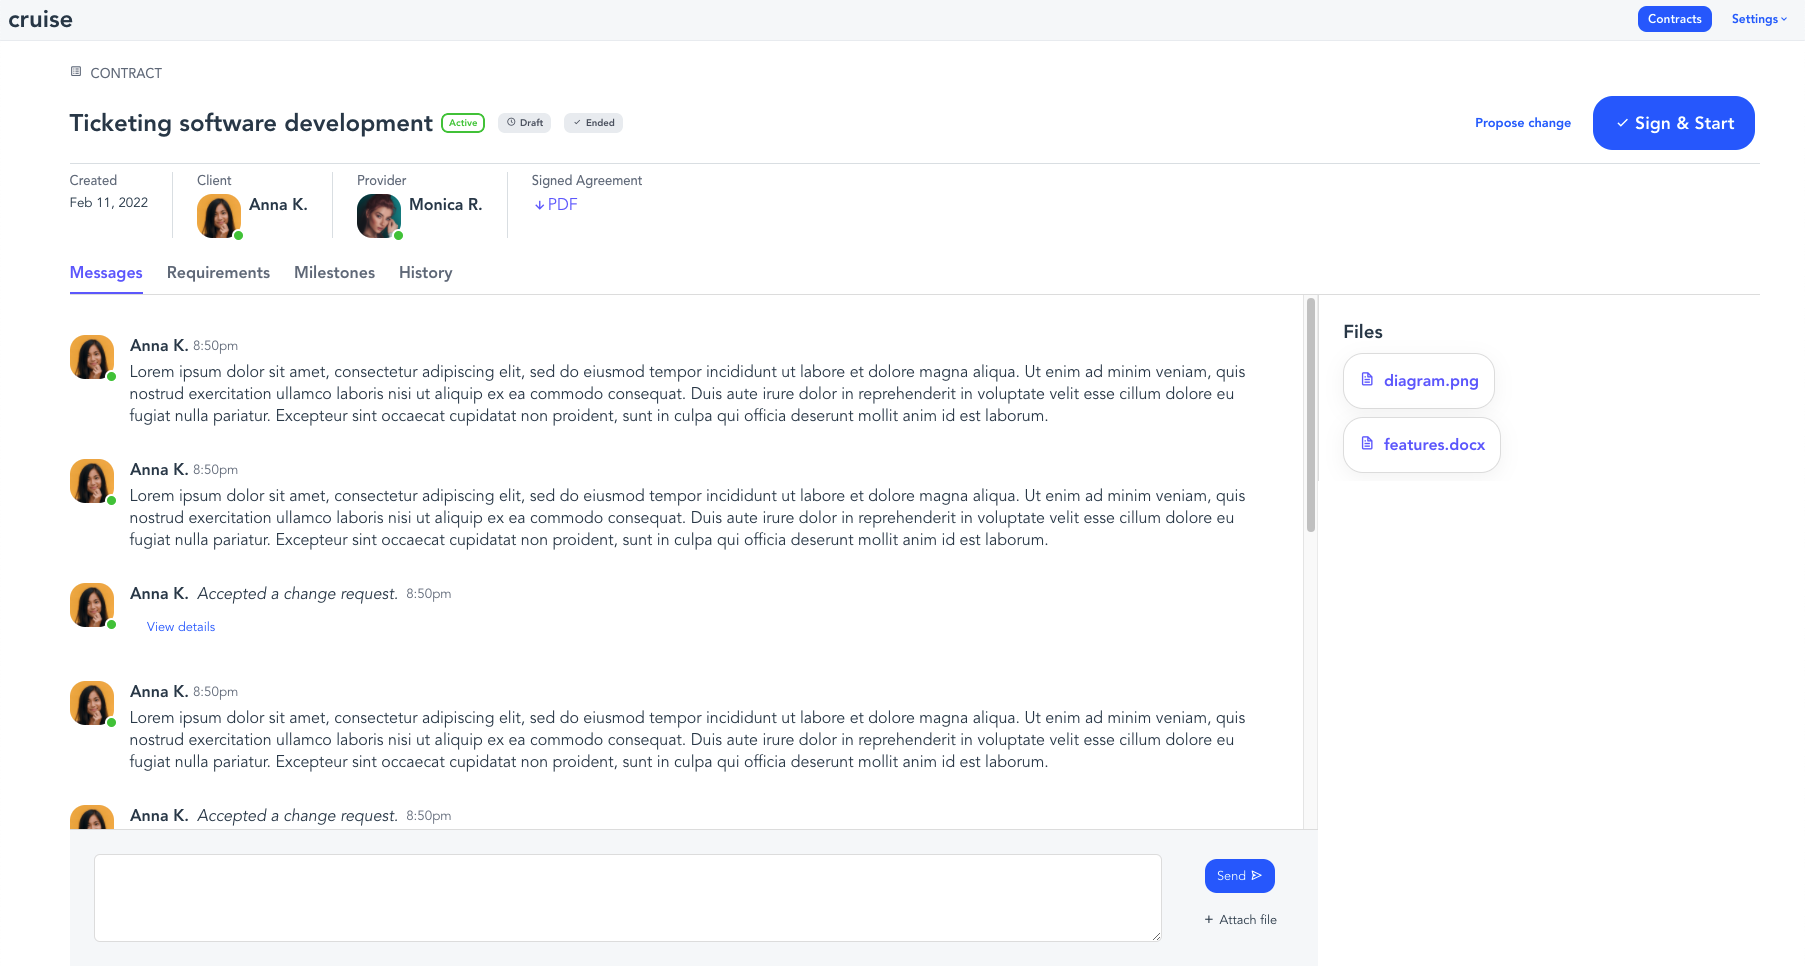 cruise
Contracts
Settings
CONTRACT
Ticketing software development
Active
Draft
Ended
Propose change
Sign & Start
Created
Feb 11, 2022
Client
Anna K.
Provider
Monica R.
Signed Agreement
PDF
Messages
Requirements
Milestones
History
Anna K. 8:50pm
Lorem ipsum dolor sit amet, consectetur adipiscing elit, sed do eiusmod tempor incididunt ut labore et dolore magna aliqua. Ut enim ad minim veniam, quis
nostrud exercitation ullamco laboris nisi ut aliquip ex ea commodo consequat. Duis aute irure dolor in reprehenderit in voluptate velit esse cillum dolore eu
fugiat nulla pariatur. Excepteur sint occaecat cupidatat non proident, sunt in culpa qui officia deserunt mollit anim id est laborum.
Anna K. 8:50pm
Lorem ipsum dolor sit amet, consectetur adipiscing elit, sed do eiusmod tempor incididunt ut labore et dolore magna aliqua. Ut enim ad minim veniam, quis
nostrud exercitation ullamco laboris nisi ut aliquip ex ea commodo consequat. Duis aute irure dolor in reprehenderit in voluptate velit esse cillum dolore eu
fugiat nulla pariatur. Excepteur sint occaecat cupidatat non proident, sunt in culpa qui officia deserunt mollit anim id est laborum.
Anna K. Accepted a change request. 8:50pm
View details
Anna K. 8:50pm
Lorem ipsum dolor sit amet, consectetur adipiscing elit, sed do eiusmod tempor incididunt ut labore et dolore magna aliqua. Ut enim ad minim veniam, quis
nostrud exercitation ullamco laboris nisi ut aliquip ex ea commodo consequat. Duis aute irure dolor in reprehenderit in voluptate velit esse cillum dolore eu
fugiat nulla pariatur. Excepteur sint occaecat cupidatat non proident, sunt in culpa qui officia deserunt mollit anim id est laborum.
Anna K. Accepted a change request. 8:50pm
Send
+ Attach file
Files
diagram.png
features.docx